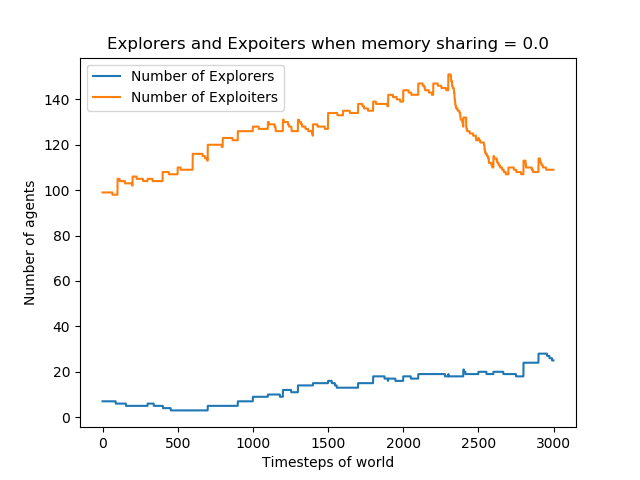 Explorers and Expoiters when memory sharing = 0.0
Number of Explorers
Number of Exploiters
Number of agents
140
120
100
80
60
40
20
0
0 500 1000 1500 2000 2500 3000
Timesteps of world